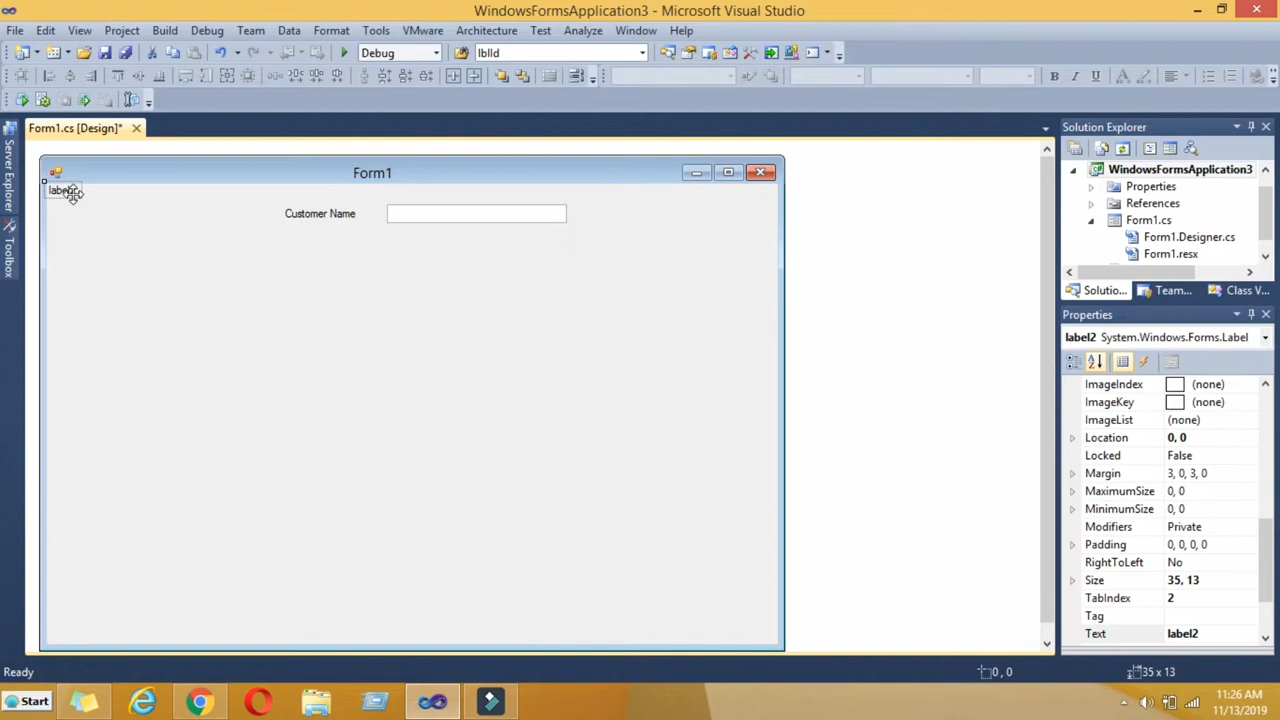 WindowsFormsApplication3 - Microsoft Visual Studio
File Edit View Project Build Debug Team Data Format Tools VMware Architecture Test Analyze Window Help
Debug lblId
Form1.cs [Design]*
Server Explorer
Toolbox
Form1
Customer Name
Solution Explorer
WindowsFormsApplication3
Properties
References
Form1.cs
Form1.Designer.cs
Form1.resx
Solutio... Team... Class V...
Properties
label2 System.Windows.Forms.Label
ImageIndex (none)
ImageKey (none)
ImageList (none)
Location 0, 0
Locked False
Margin 3, 0, 3, 0
MaximumSize 0, 0
MinimumSize 0, 0
Modifiers Private
Padding 0, 0, 0, 0
RightToLeft No
Size 35, 13
TabIndex 2
Tag
Text label2
Ready 0 , 0 35 x 13
Start 11:26 AM
11/13/2019